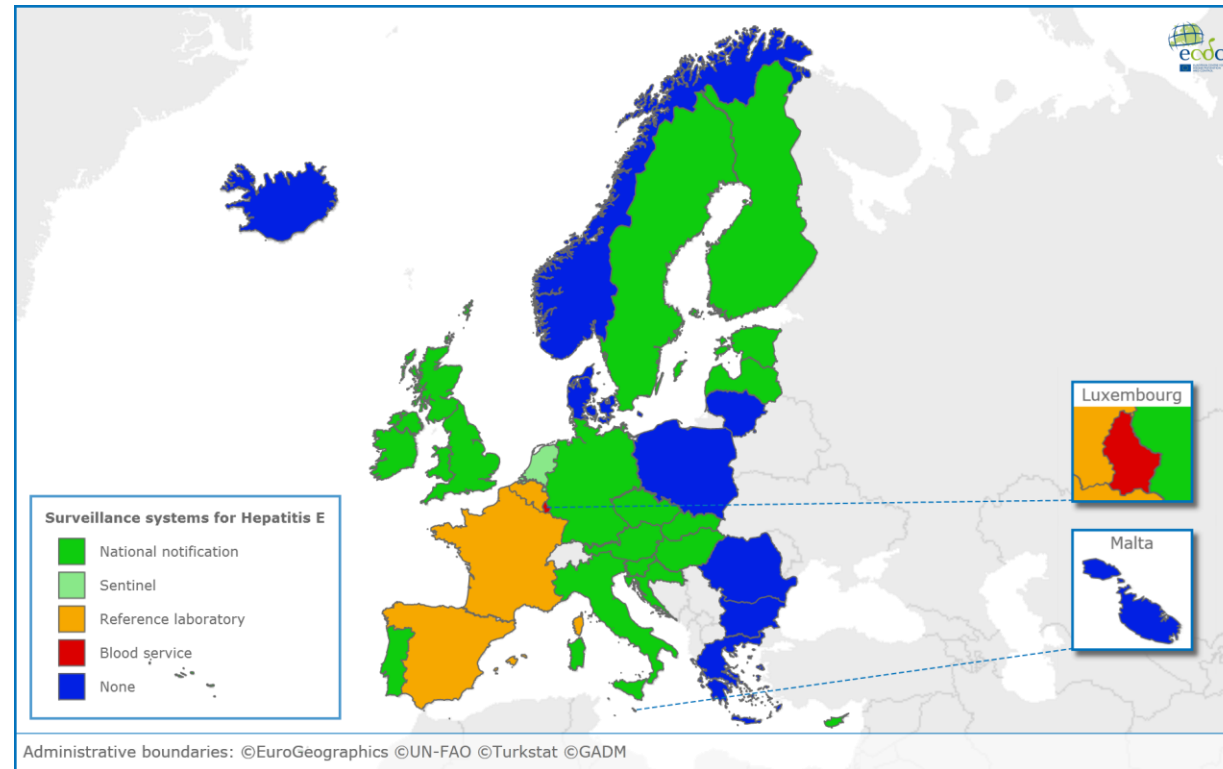 ecdc
Luxembourg
Malta
Surveillance systems for Hepatitis E
National notification
Sentinel
Reference laboratory
Blood service
None
Administrative boundaries: ©EuroGeographics ©UN-FAO ©Turkstat ©GADM